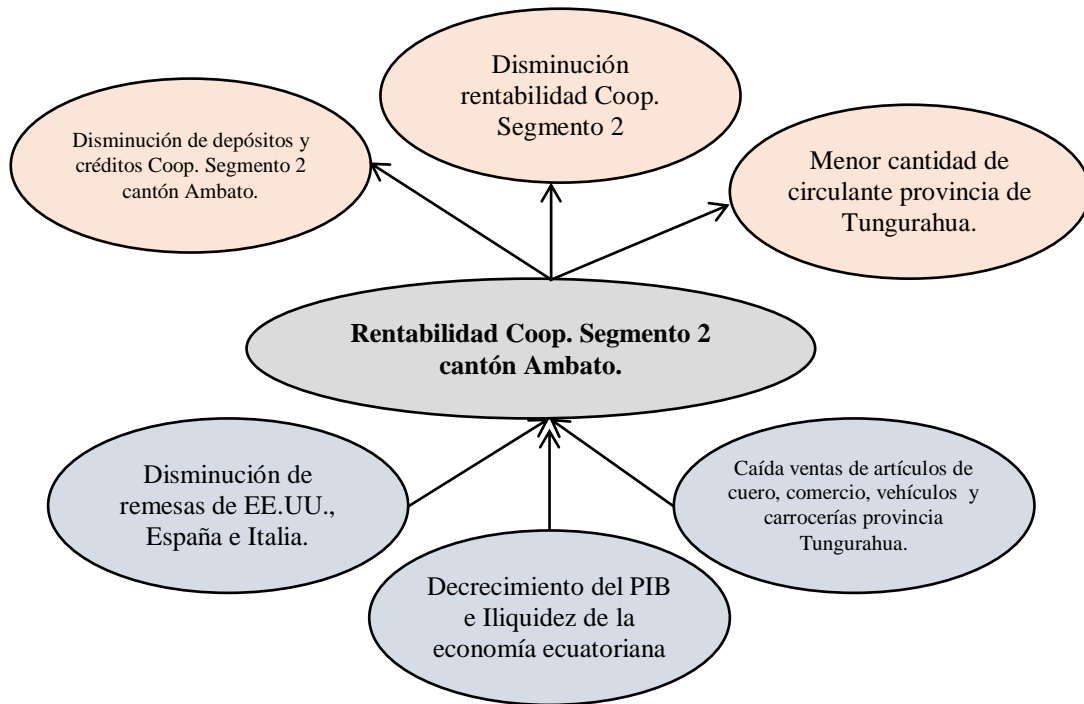 Disminución
rentabilidad Coop.
Segmento 2
Disminución de depósitos y
créditos Coop. Segmento 2
cantón Ambato.
Menor cantidad de
circulante provincia de
Tungurahua.
Rentabilidad Coop. Segmento 2
cantón Ambato.
Disminución de
remesas de EE.UU.,
España e Italia.
Caída ventas de artículos de
cuero, comercio, vehículos y
carrocerías provincia
Tungurahua.
Decrecimiento del PIB
e Iliquidez de la
economía ecuatoriana